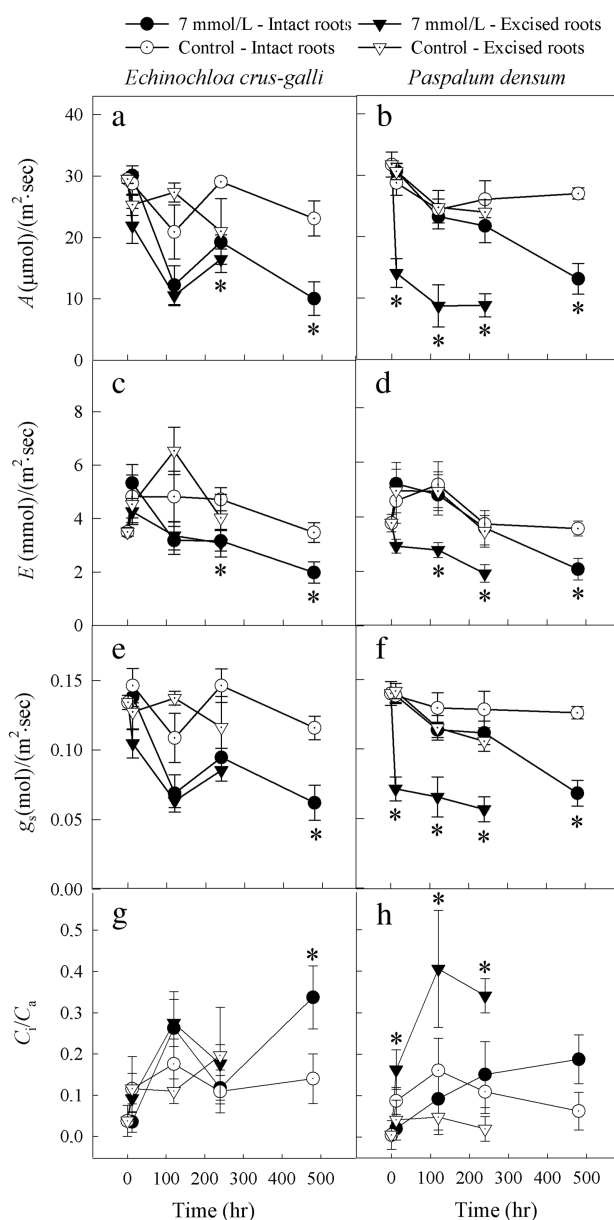 7 mmol/L - Intact roots 7 mmol/L - Excised roots
Control - Intact roots Control - Excised roots
Echinochloa crus-galli Paspalum densum
a b
40
30
20
10
0
A (μmol)/(m²·sec)
* * * * * *
c d
8
6
4
2
0
E (mmol)/(m²·sec)
* * * * *
e f
0.15
0.10
0.05
0.00
gs(mol)/(m²·sec)
* * * * *
g h
0.5
0.4
0.3
0.2
0.1
0.0
Ci/Ca
* * * *
0 100 200 300 400 500 0 100 200 300 400 500
Time (hr) Time (hr)